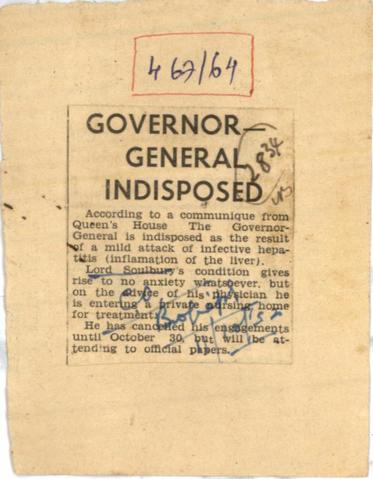 467/64
GOVERNOR—
GENERAL
INDISPOSED
2834
According to a communique from
Queen's House The Governor-
General is indisposed as the result
of a mild attack of infective hepa-
titis (inflamation of the liver).
Lord Soulbury's condition gives
rise to no anxiety whatsoever, but
on the advice of his physician he
is entering a private nursing home
for treatment.
He has cancelled his engagements
until October 30, but will be at-
tending to official papers.